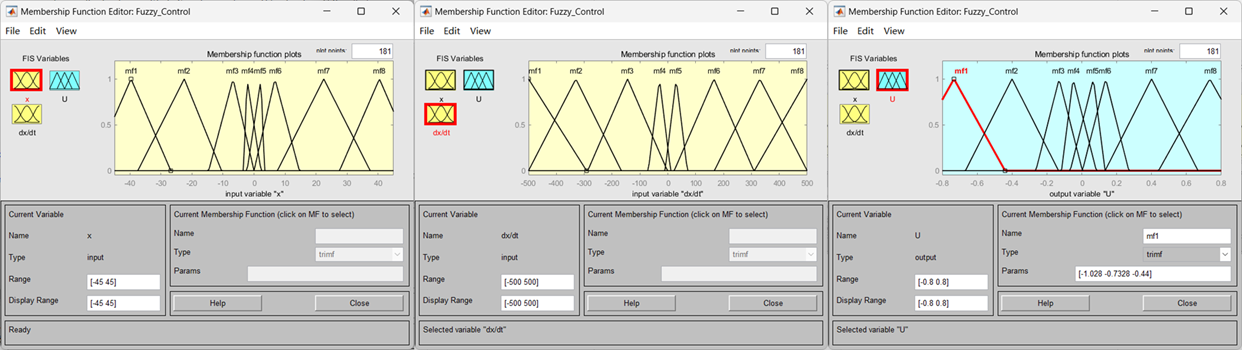 Membership Function Editor: Fuzzy_Control
File Edit View
FIS Variables
Membership function plots
plot points:
181
mf1 mf2 mf3 mf4 mf5 mf6 mf7 mf8
x
U
dx/dt
1
0.5
0
-40 -30 -20 -10 0 10 20 30 40
input variable "x"
Current Variable
Name x
Type input
Range [-45 45]
Display Range [-45 45]
Current Membership Function (click on MF to select)
Name
Type trimf
Params
Help Close
Ready
Membership Function Editor: Fuzzy_Control
File Edit View
FIS Variables
Membership function plots
plot points:
181
mf1 mf2 mf3 mf4 mf5 mf6 mf7 mf8
x
U
dx/dt
1
0.5
0
-500 -400 -300 -200 -100 0 100 200 300 400 500
input variable "dx/dt"
Current Variable
Name dx/dt
Type input
Range [-500 500]
Display Range [-500 500]
Current Membership Function (click on MF to select)
Name
Type trimf
Params
Help Close
Selected variable "dx/dt"
Membership Function Editor: Fuzzy_Control
File Edit View
FIS Variables
Membership function plots
plot points:
181
mf1 mf2 mf3 mf4 mf5 mf6 mf7 mf8
x
U
dx/dt
1
0.5
0
-0.8 -0.6 -0.4 -0.2 0 0.2 0.4 0.6 0.8
output variable "U"
Current Variable
Name U
Type output
Range [-0.8 0.8]
Display Range [-0.8 0.8]
Current Membership Function (click on MF to select)
Name mf1
Type trimf
Params [-1.028 -0.7328 -0.44]
Help Close
Selected variable "U"